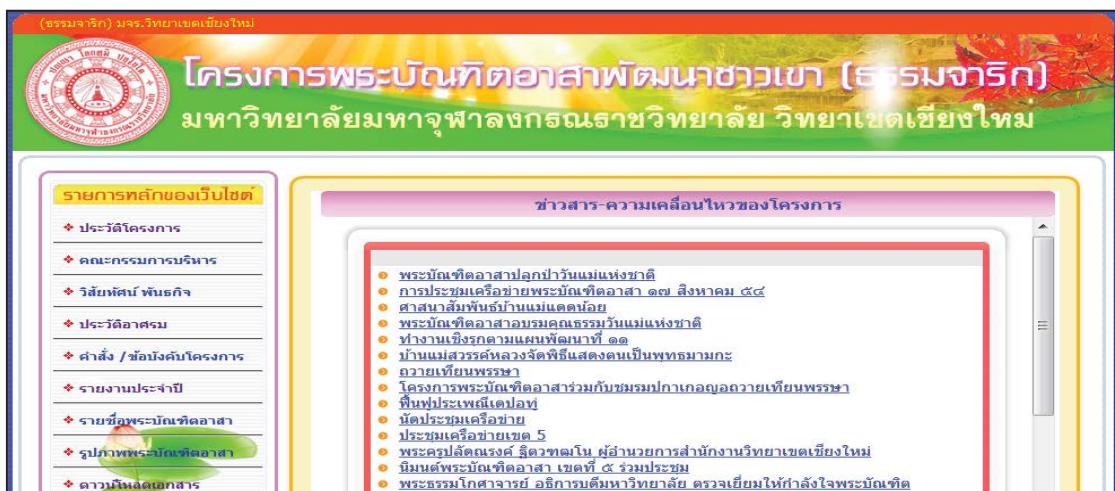 (ธรรมจาริก) มจร.วิทยาเขตเชียงใหม่
โครงการพระบัณฑิตอาสาพัฒนาชาวเขา (ธรรมจาริก)
มหาวิทยาลัยมหาจุฬาลงกรณราชวิทยาลัย วิทยาเขตเชียงใหม่
รายการหลักของเว็บไซต์
ประวัติโครงการ
คณะกรรมการบริหาร
วิสัยทัศน์ พันธกิจ
ประวัติอาศรม
คำสั่ง /ข้อบังคับโครงการ
รายงานประจำปี
รายชื่อพระบัณฑิตอาสา
รูปภาพพระบัณฑิตอาสา
ดาวน์โหลดเอกสาร
ข่าวสาร-ความเคลื่อนไหวของโครงการ
พระบัณฑิตอาสาปลูกป่าวันแม่แห่งชาติ
การประชุมเครือข่ายพระบัณฑิตอาสา ๑๗ สิงหาคม ๕๔
ศาสนาสัมพันธ์บ้านแม่แดดน้อย
พระบัณฑิตอาสาอบรมคุณธรรมวันแม่แห่งชาติ
ทำงานเชิงรุกตามแผนพัฒนาที่ ๑๑
บ้านแม่สวรรค์หลวงจัดพิธีแสดงตนเป็นพุทธมามกะ
ถวายเทียนพรรษา
โครงการพระบัณฑิตอาสาร่วมกับชมรมปกาเกอญอถวายเทียนพรรษา
ฟื้นฟูประเพณีเดปอทู่
นัดประชุมเครือข่าย
ประชุมเครือข่ายเขต 5
พระครูปลัดณรงค์ ฐิตวฑฒโน ผู้อำนวยการสำนักงานวิทยาเขตเชียงใหม่
นิมนต์พระบัณฑิตอาสา เขตที่ ๕ ร่วมประชุม
พระธรรมโกศาจารย์ อธิการบดีมหาวิทยาลัย ตรวจเยี่ยมให้กำลังใจพระบัณฑิต